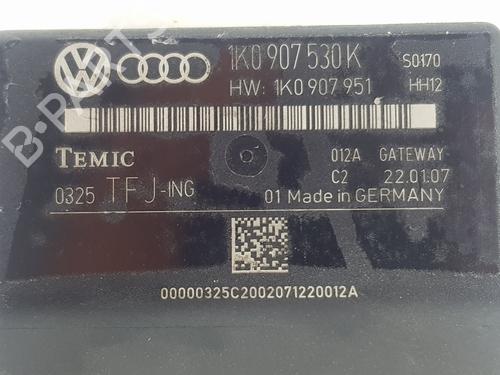 1K0 907 530 K S0170
HW: 1K0 907 951 HH12
TEMIC 012A GATEWAY
0325 TFJ-ING C2 22.01.07
01 Made in GERMANY
00000325C2002071220012A
B-PARTS